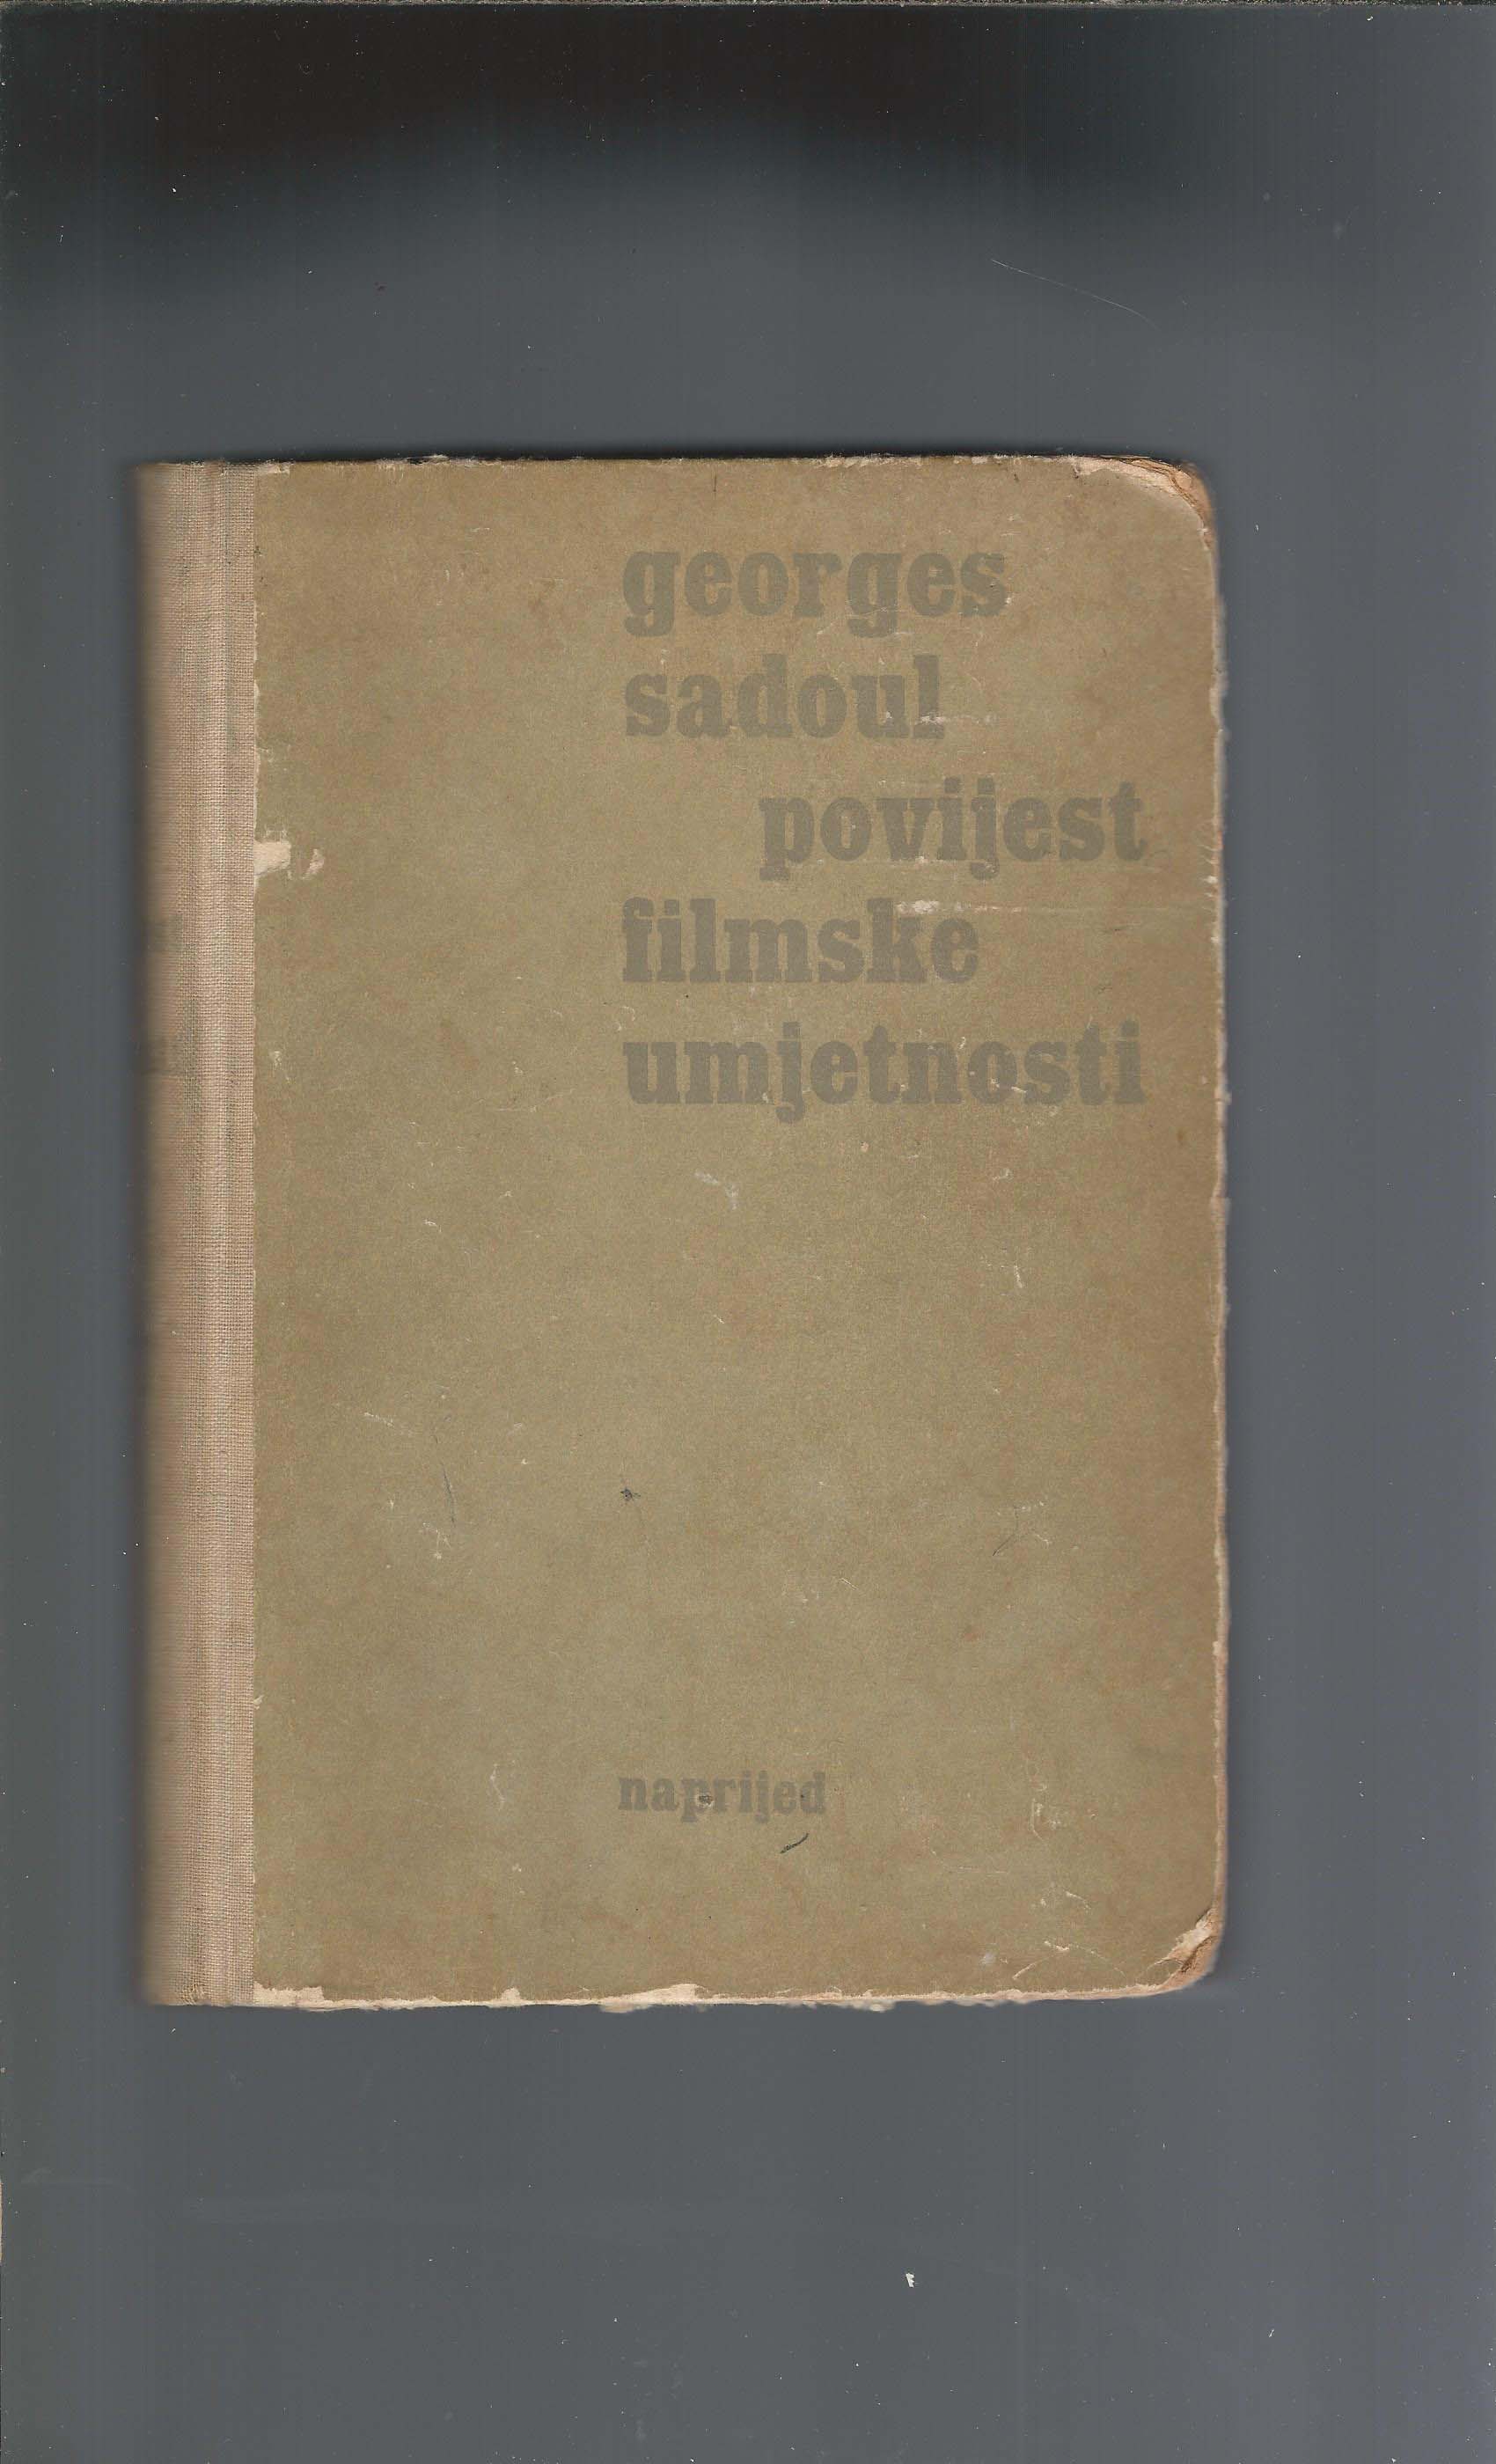 georges
sadoul
povijest
filmske
umjetnosti
naprijed